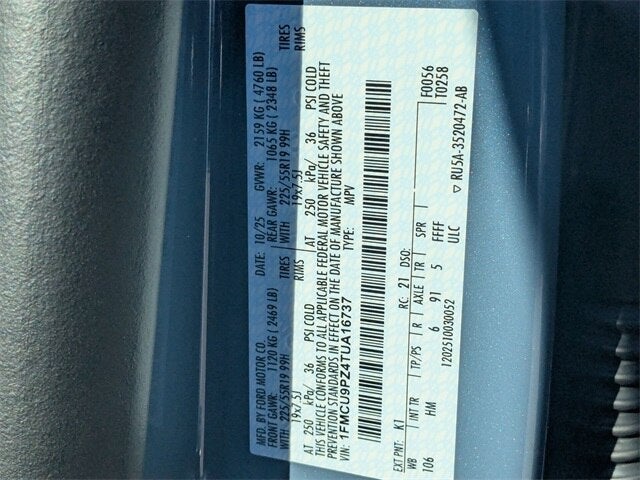 MFD. BY FORD MOTOR CO. DATE: 10/25 GVWR: 2159 KG ( 4760 LB)
FRONT GAWR: 1120 KG ( 2469 LB) REAR GAWR: 1065 KG ( 2348 LB)
WITH 225/55R19 99H TIRES WITH 225/55R19 99H TIRES
19x7.5J RIMS 19x7.5J RIMS
AT 250 kPa/ 36 PSI COLD AT 250 kPa/ 36 PSI COLD
THIS VEHICLE CONFORMS TO ALL APPLICABLE FEDERAL MOTOR VEHICLE SAFETY AND THEFT
PREVENTION STANDARDS IN EFFECT ON THE DATE OF MANUFACTURE SHOWN ABOVE
VIN: 1FMCU9PZ4TUA16737 TYPE: MPV
EXT PNT: K1 RC: 21 DSO: F0056
WB INT TR TP/PS R AXLE TR SPR T0258
106 HM 6 91 5 FFFF
ULC ▽ RU5A-3520472-AB
120251003 0052